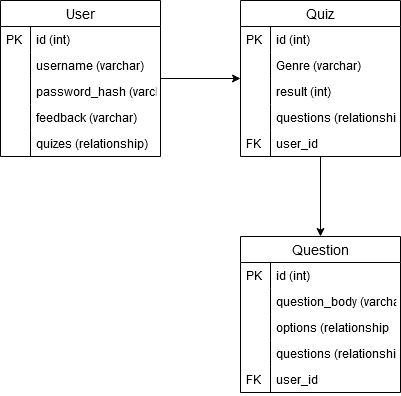 User
PK id (int)
username (varchar)
password_hash (varc
feedback (varchar)
quizes (relationship)
Quiz
PK id (int)
Genre (varchar)
result (int)
questions (relationshi
FK user_id
Question
PK id (int)
question_body (varcha
options (relationship
questions (relationshi
FK user_id